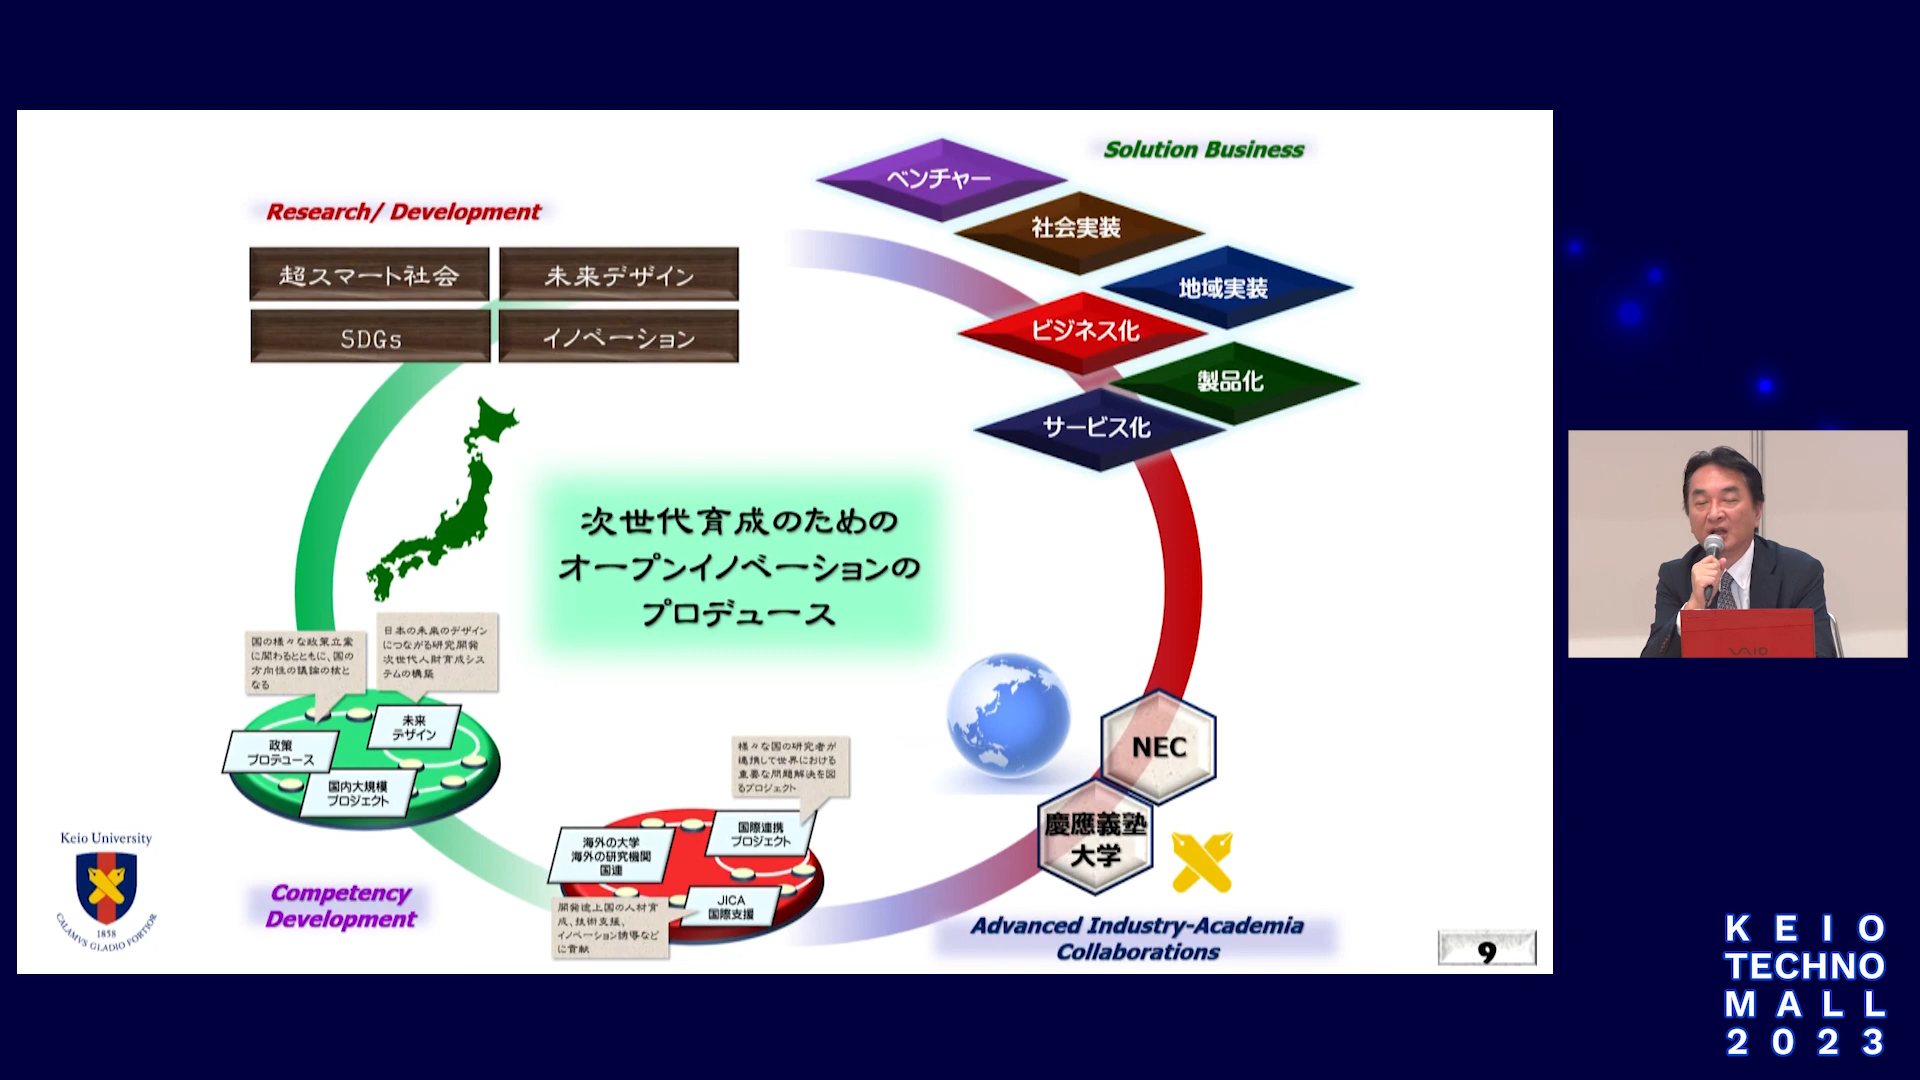 Solution Business
ベンチャー
社会実装
地域実装
ビジネス化
製品化
サービス化
Research/ Development
超スマート社会
未来デザイン
SDGs
イノベーション
次世代育成のための
オープンイノベーションの
プロデュース
国の様々な政策立案
に関わるとともに、国の
方向性の議論の核と
なる
日本の未来のデザイン
につながる研究開発
次世代人財育成シス
テムの構築
政策
プロデュース
未来
デザイン
国内大規模
プロジェクト
様々な国の研究者が
連携して世界における
重要な問題解決を図
るプロジェクト
海外の大学
海外の研究機関
国連
国際連携
プロジェクト
JICA
国際支援
開発途上国の人材育
成、技術支援、
イノベーション誘導など
に貢献
NEC
慶應義塾
大学
Competency
Development
Advanced Industry-Academia
Collaborations
Keio University
1858
CALAMVS GLADIO FORTIOR
9
VAIO
KEIO
TECHNO
MALL
2023